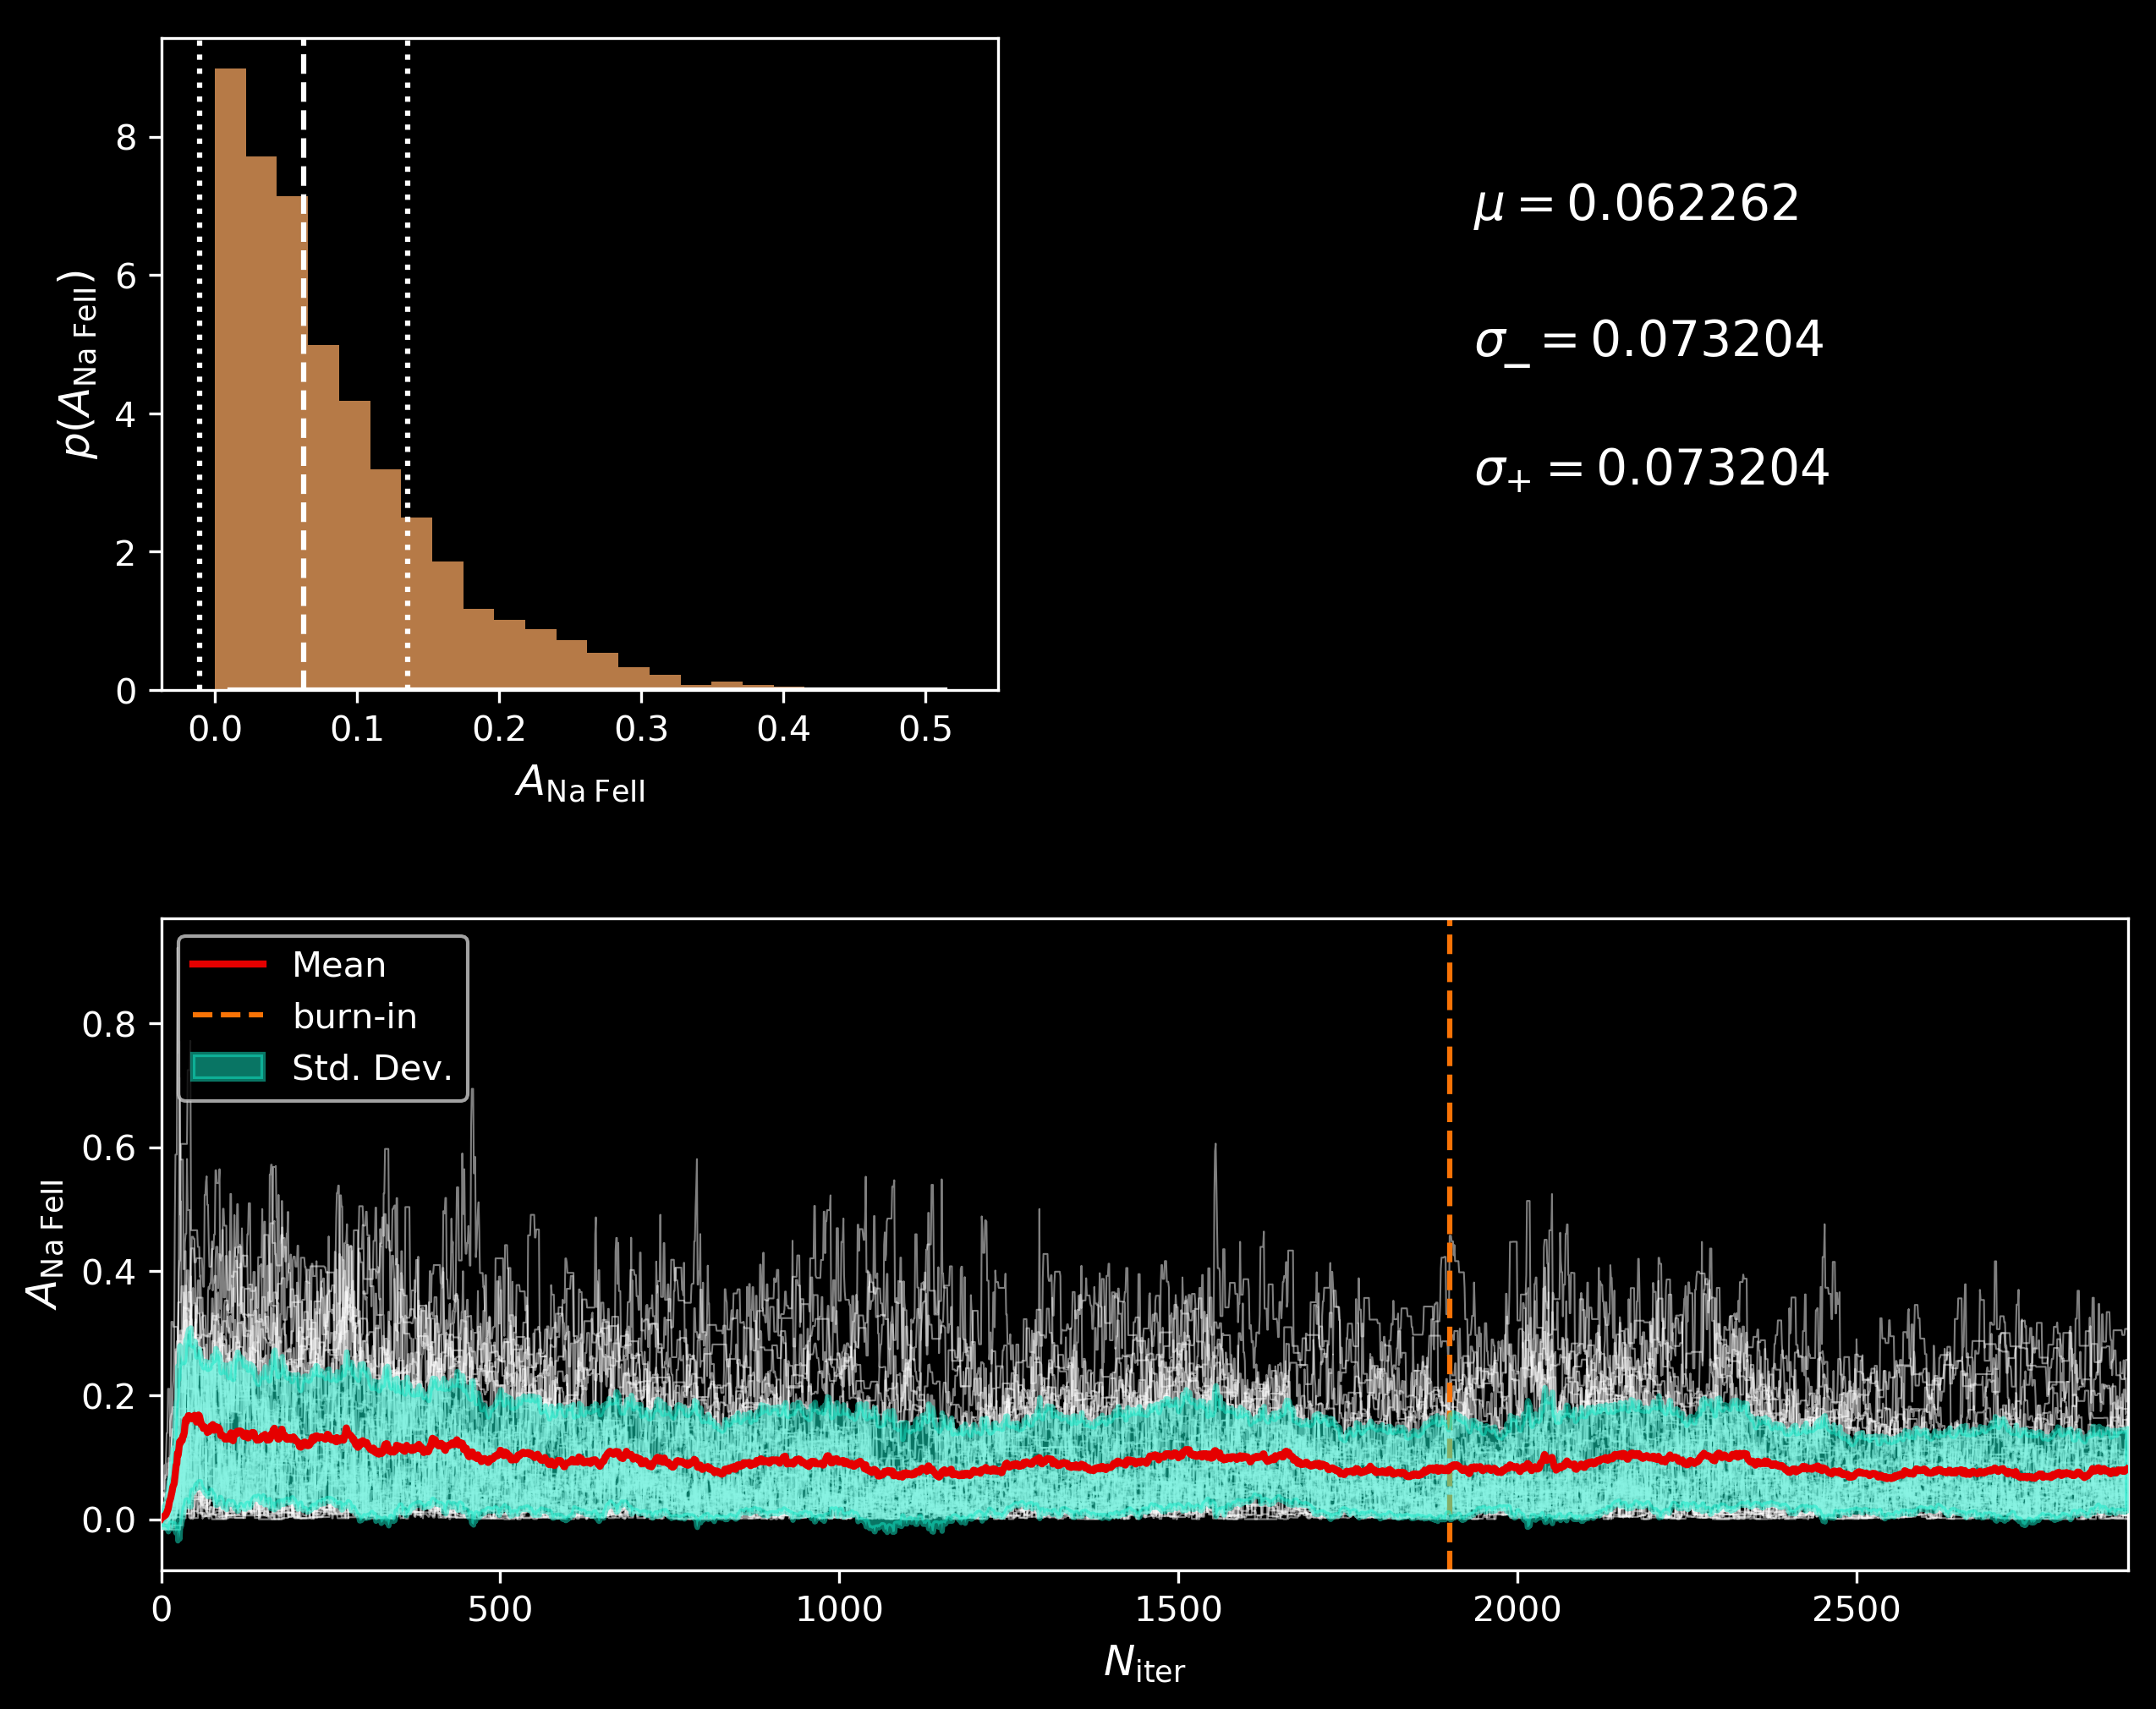 p(A_Na FeII)
8
6
4
2
0
0.0 0.1 0.2 0.3 0.4 0.5
A_Na FeII
μ = 0.062262
σ_− = 0.073204
σ_+ = 0.073204
A_Na FeII
0.8
0.6
0.4
0.2
0.0
Mean
burn-in
Std. Dev.
0 500 1000 1500 2000 2500
N_iter